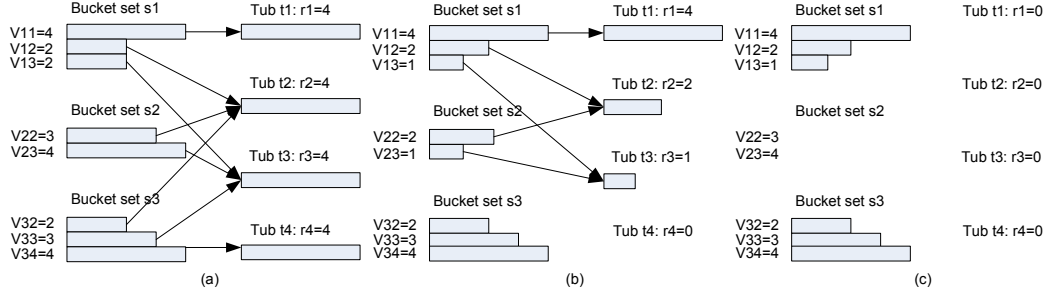 Bucket set s1
V11=4
V12=2
V13=2
Bucket set s2
V22=3
V23=4
Bucket set s3
V32=2
V33=3
V34=4
Tub t1: r1=4
Tub t2: r2=4
Tub t3: r3=4
Tub t4: r4=4
(a)
Bucket set s1
V11=4
V12=2
V13=1
Bucket set s2
V22=2
V23=1
Bucket set s3
V32=2
V33=3
V34=4
Tub t1: r1=4
Tub t2: r2=2
Tub t3: r3=1
Tub t4: r4=0
(b)
Bucket set s1
V11=4
V12=2
V13=1
Bucket set s2
V22=3
V23=4
Bucket set s3
V32=2
V33=3
V34=4
Tub t1: r1=0
Tub t2: r2=0
Tub t3: r3=0
Tub t4: r4=0
(c)